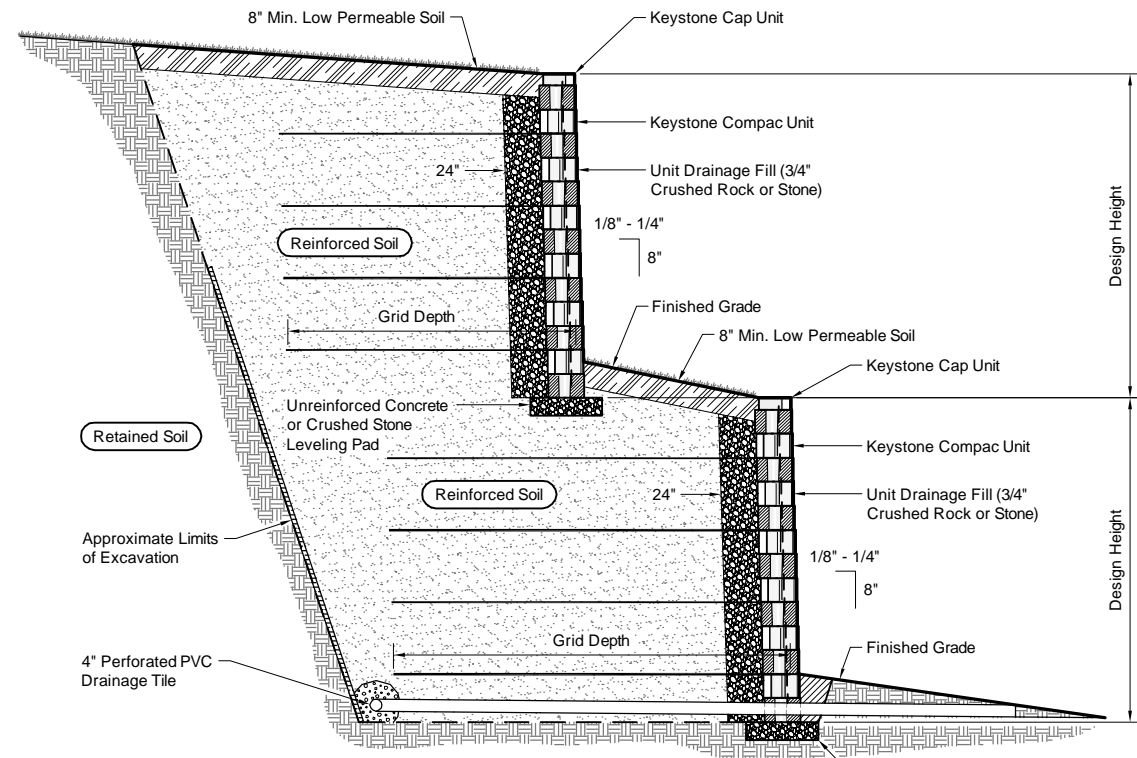 8" Min. Low Permeable Soil
Keystone Cap Unit
Keystone Compac Unit
24"
Unit Drainage Fill (3/4"
Crushed Rock or Stone)
1/8" - 1/4"
8"
Reinforced Soil
Design Height
Finished Grade
Grid Depth
8" Min. Low Permeable Soil
Keystone Cap Unit
Unreinforced Concrete
or Crushed Stone
Leveling Pad
Retained Soil
Keystone Compac Unit
Reinforced Soil
24"
Unit Drainage Fill (3/4"
Crushed Rock or Stone)
Approximate Limits
of Excavation
1/8" - 1/4"
8"
Design Height
Grid Depth
Finished Grade
4" Perforated PVC
Drainage Tile